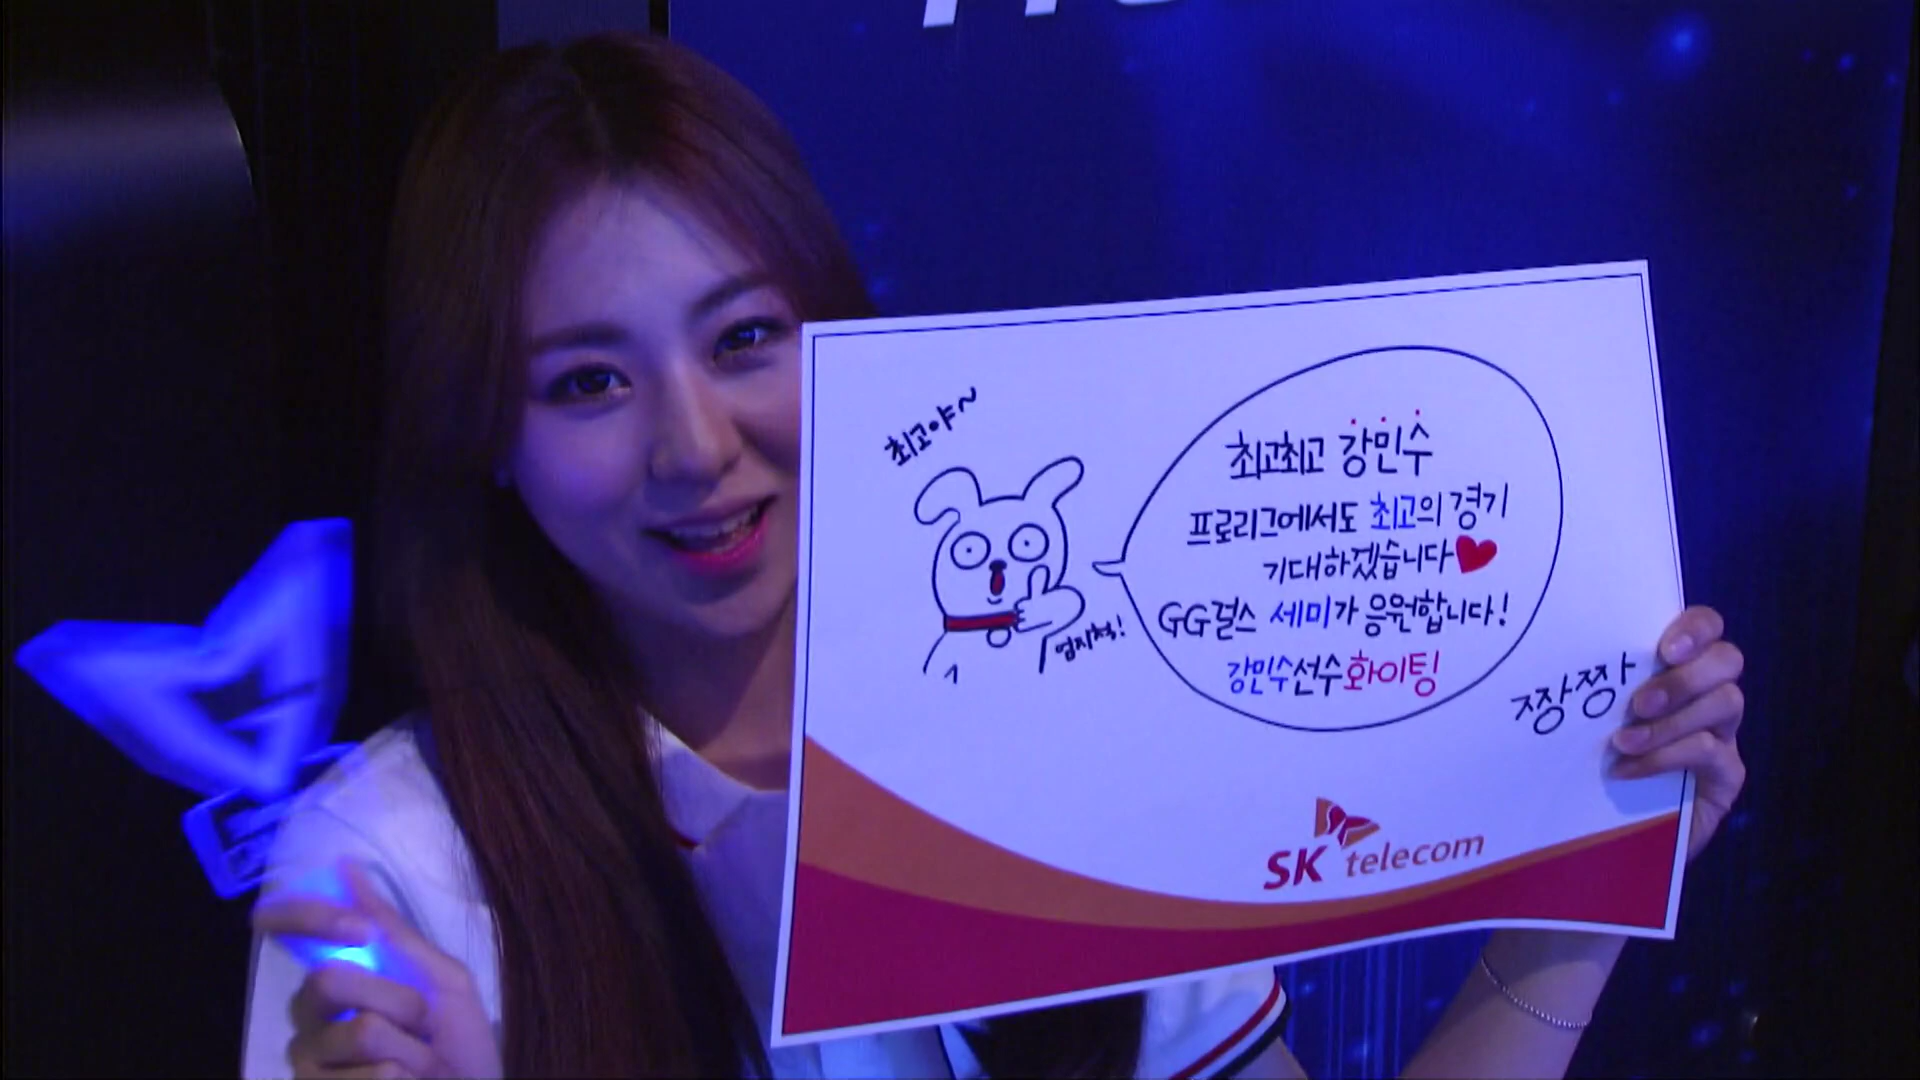 최고야~
최고최고 강민수
프로리그에서도 최고의 경기
기대하겠습니다
GG걸스 세미가 응원합니다!
강민수선수화이팅
엄지척!
짱짱
SK telecom